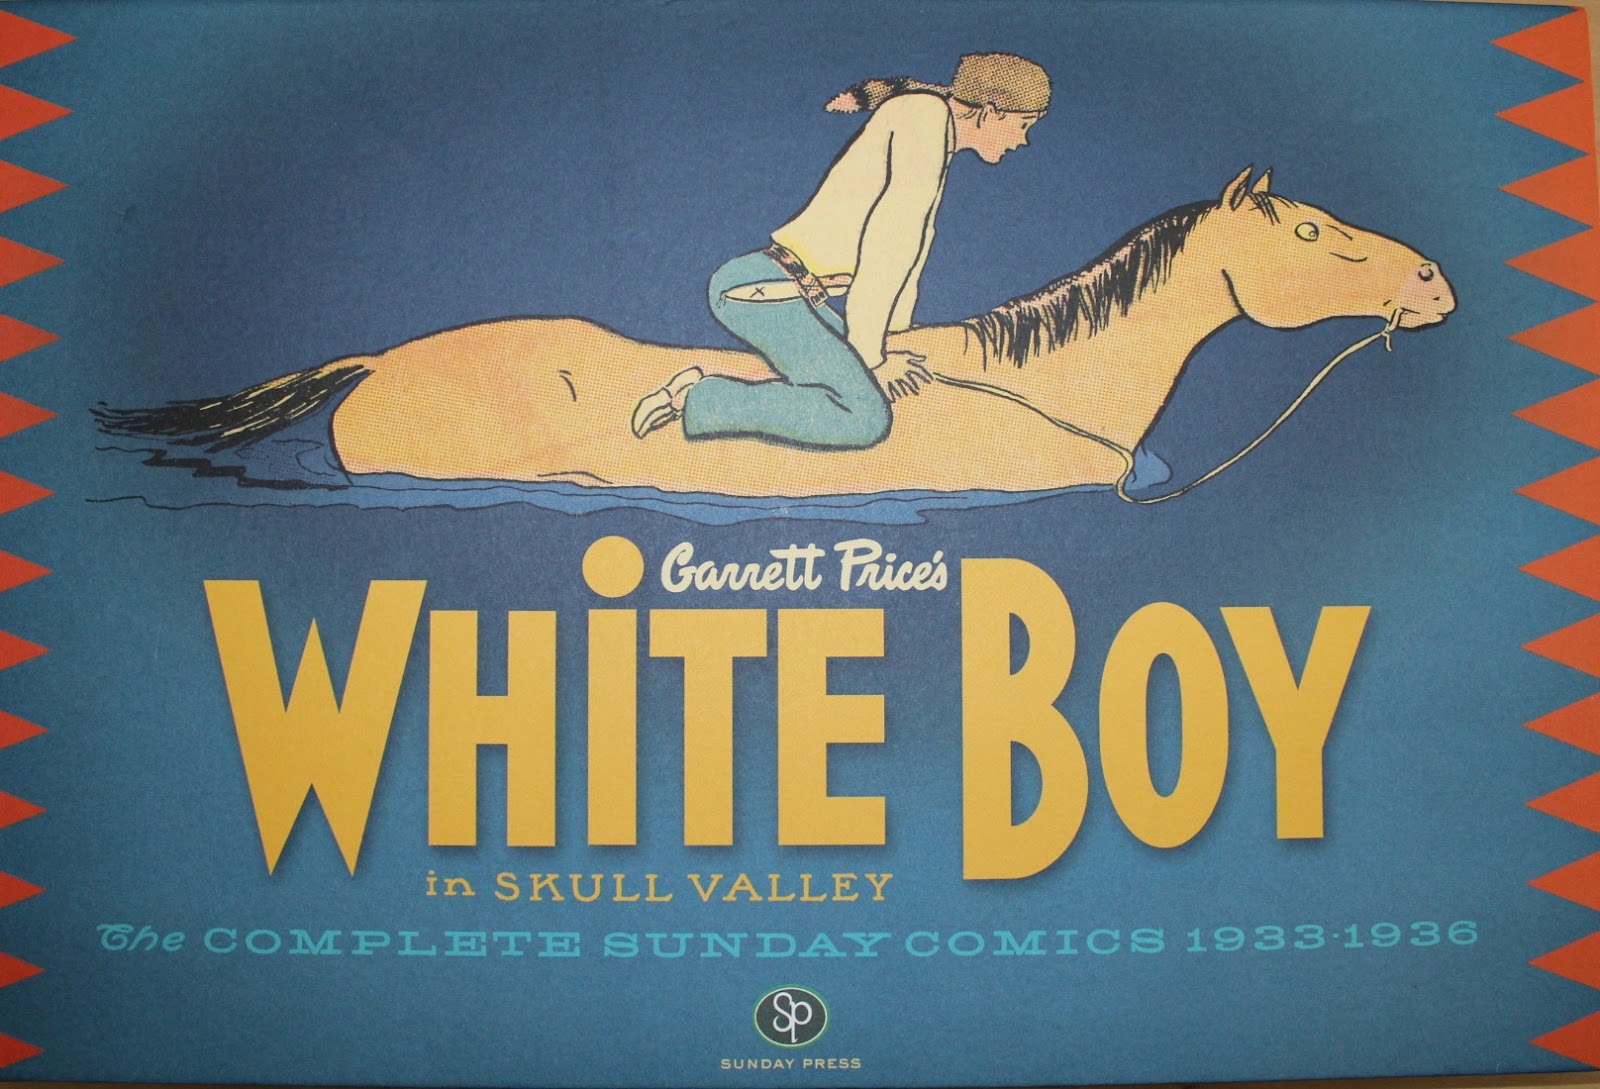 Garrett Price's
WHiTE BOY
in SKULL VALLEY
The COMPLETE SUNDAY COMICS 1933-1936
SP
SUNDAY PRESS